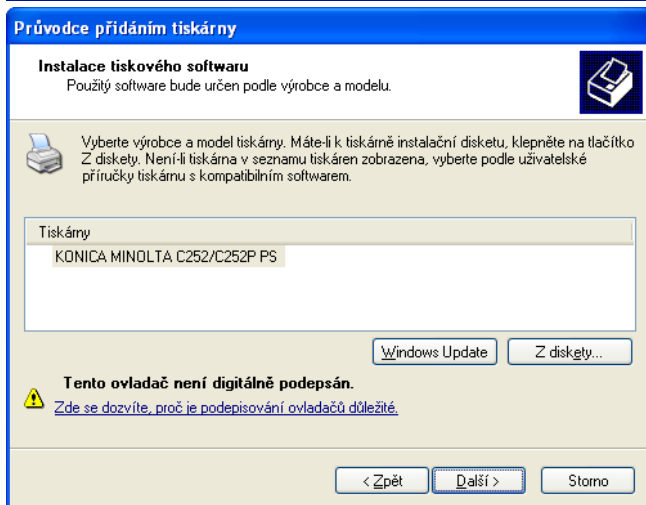 Průvodce přidáním tiskárny
Instalace tiskového softwaru
Použitý software bude určen podle výrobce a modelu.
Vyberte výrobce a model tiskárny. Máte-li k tiskárně instalační disketu, klepněte na tlačítko
Z diskety. Není-li tiskárna v seznamu tiskáren zobrazena, vyberte podle uživatelské
příručky tiskárnu s kompatibilním softwarem.
Tiskárny
KONICA MINOLTA C252/C252P PS
Windows Update
Z diskety...
Tento ovladač není digitálně podepsán.
Zde se dozvíte, proč je podepisování ovladačů důležité.
< Zpět
Další >
Storno